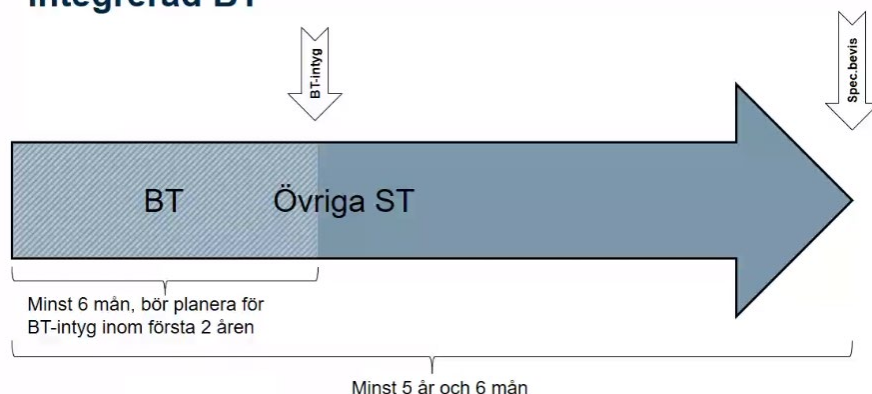 Integrerad BT
BT-intyg
Spec.bevis
BT
Övriga ST
Minst 6 mån, bör planera för
BT-intyg inom första 2 åren
Minst 5 år och 6 mån